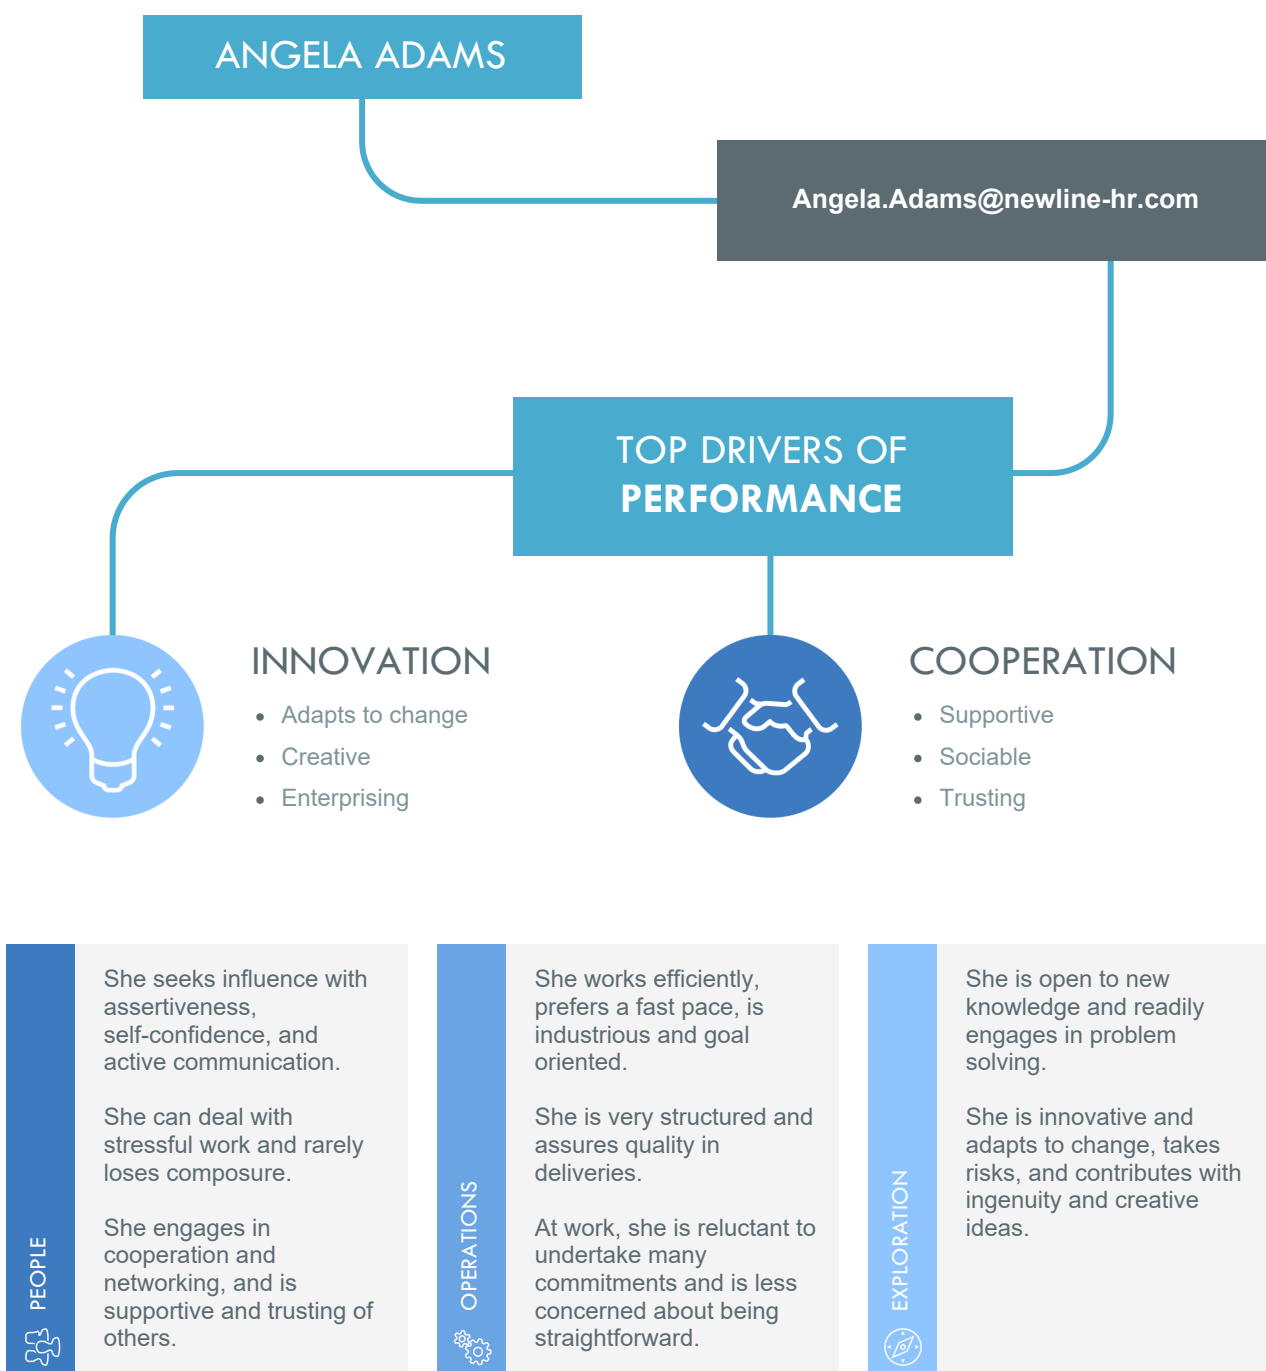 ANGELA ADAMS
Angela.Adams@newline-hr.com
TOP DRIVERS OF
PERFORMANCE
INNOVATION
• Adapts to change
• Creative
• Enterprising
COOPERATION
• Supportive
• Sociable
• Trusting
PEOPLE
She seeks influence with
assertiveness,
self-confidence, and
active communication.
She can deal with
stressful work and rarely
loses composure.
She engages in
cooperation and
networking, and is
supportive and trusting of
others.
OPERATIONS
She works efficiently,
prefers a fast pace, is
industrious and goal
oriented.
She is very structured and
assures quality in
deliveries.
At work, she is reluctant to
undertake many
commitments and is less
concerned about being
straightforward.
EXPLORATION
She is open to new
knowledge and readily
engages in problem
solving.
She is innovative and
adapts to change, takes
risks, and contributes with
ingenuity and creative
ideas.